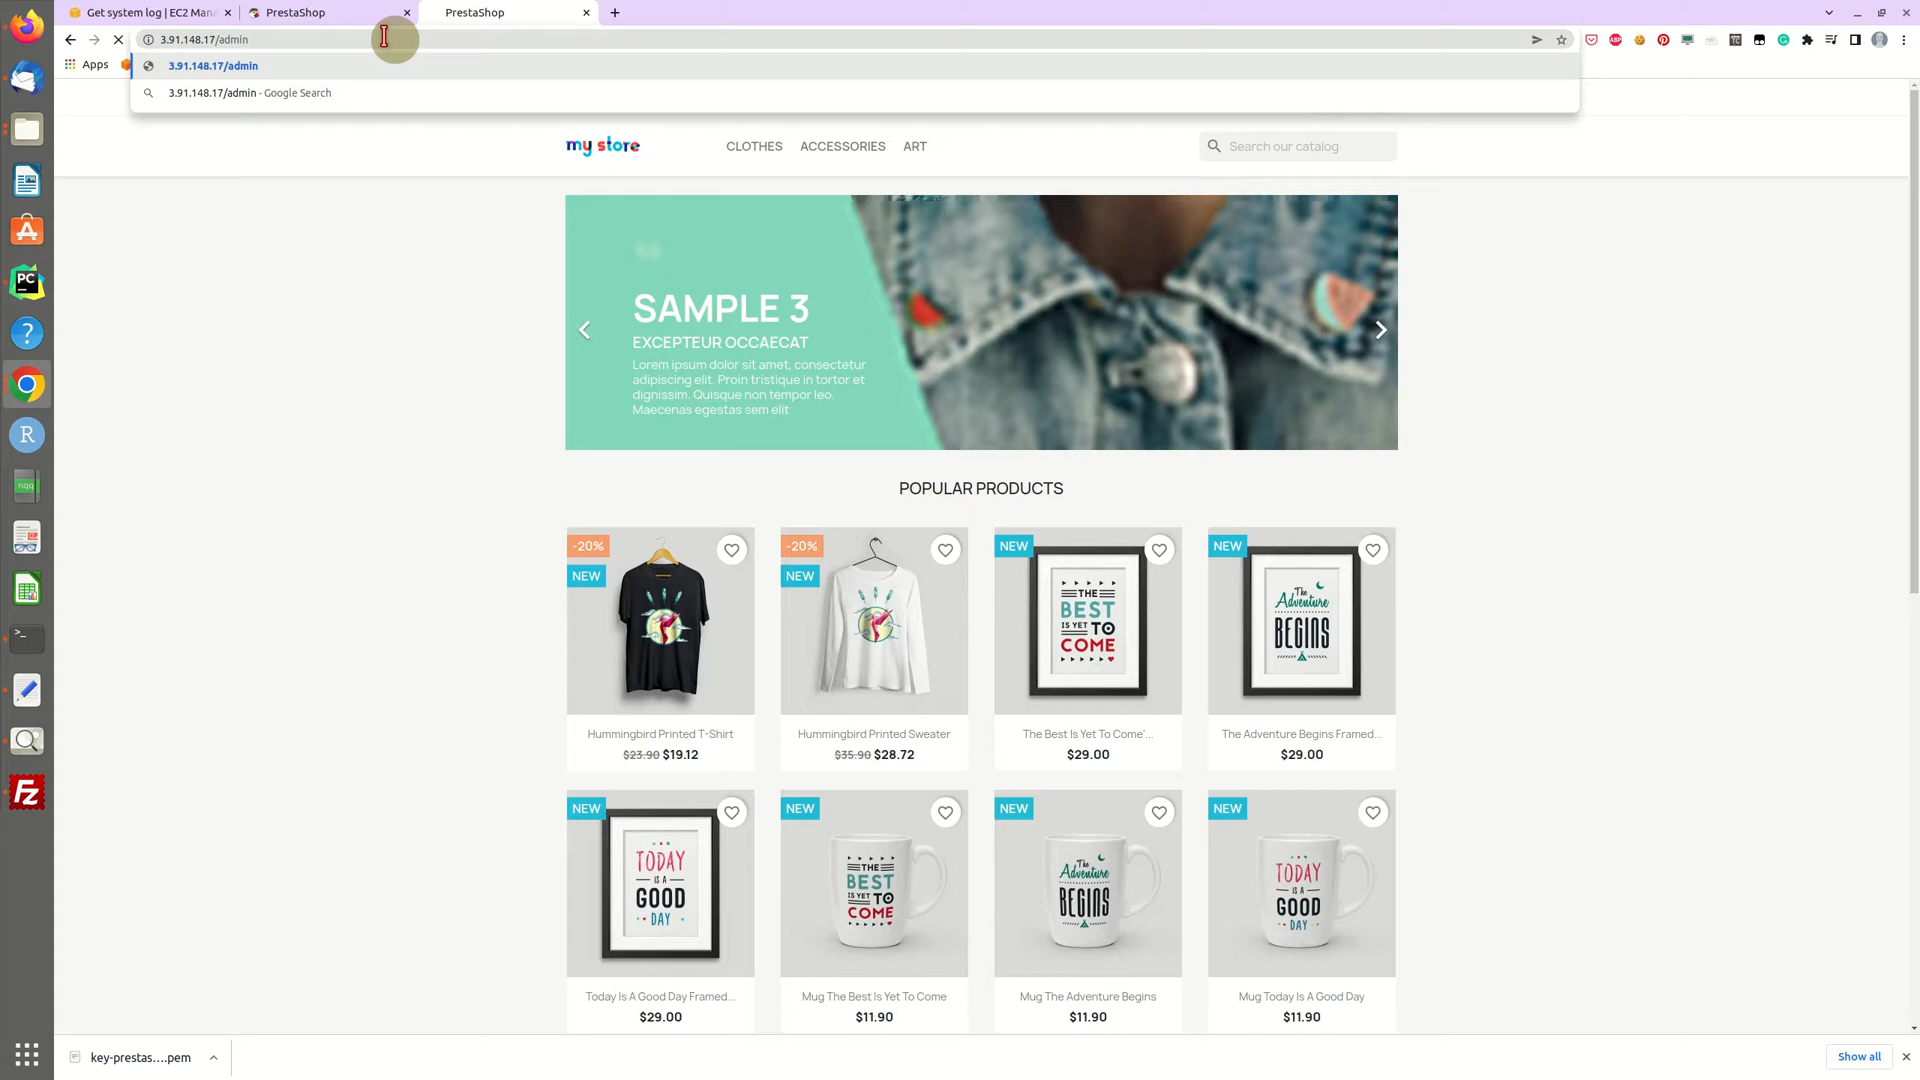 Get system log | EC2 Mana
PrestaShop
PrestaShop
3.91.148.17/admin
3.91.148.17/admin
3.91.148.17/admin - Google Search
Apps
my store
CLOTHES
ACCESSORIES
ART
Search our catalog
SAMPLE 3
EXCEPTEUR OCCAECAT
Lorem ipsum dolor sit amet, consectetur
adipiscing elit. Proin tristique in tortor et
dignissim. Quisque non tempor leo.
Maecenas egestas sem elit
POPULAR PRODUCTS
-20%
NEW
-20%
NEW
NEW
THE
BEST
IS YET TO
COME
NEW
The
Adventure
BEGINS
Hummingbird Printed T-Shirt
$23.90 $19.12
Hummingbird Printed Sweater
$35.90 $28.72
The Best Is Yet To Come'...
$29.00
The Adventure Begins Framed...
$29.00
NEW
TODAY
IS A
GOOD
DAY
NEW
THE
BEST
IS YET TO
COME
NEW
The
Adventure
BEGINS
NEW
TODAY
IS A
GOOD
DAY
Today Is A Good Day Framed...
$29.00
Mug The Best Is Yet To Come
$11.90
Mug The Adventure Begins
$11.90
Mug Today Is A Good Day
$11.90
key-prestas....pem
Show all
PC
R
nqq
Fz
ABP